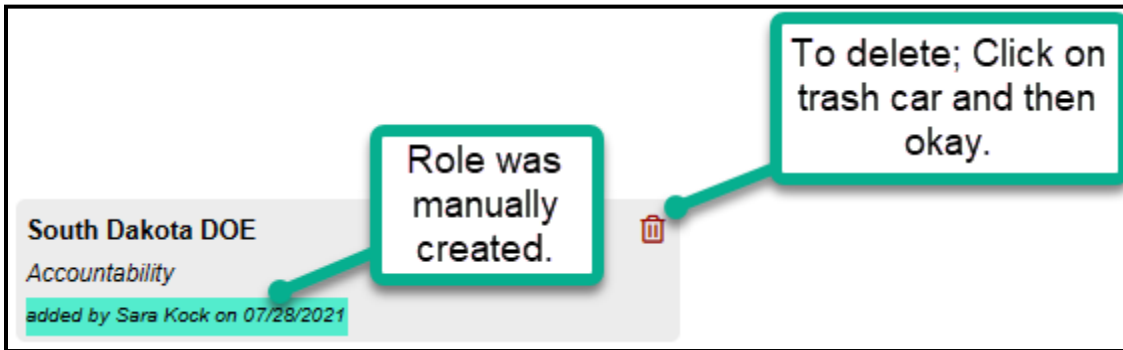 To delete; Click on
trash car and then
okay.
Role was
manually
created.
South Dakota DOE
Accountability
added by Sara Kock on 07/28/2021